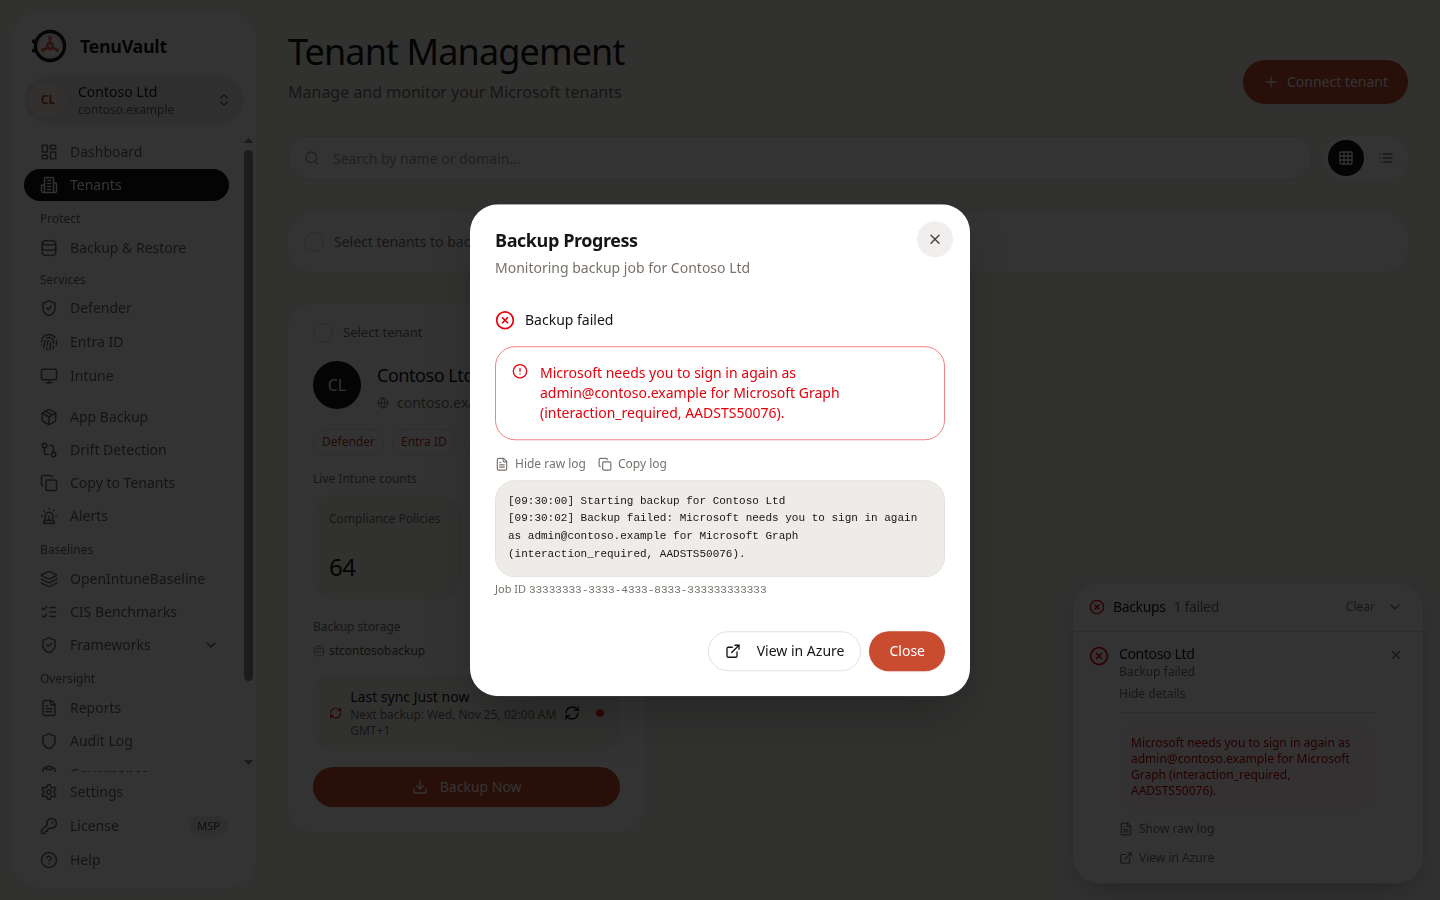 TenuVault
CL
Contoso Ltd
contoso.example
Dashboard
Tenants
Protect
Backup & Restore
Services
Defender
Entra ID
Intune
App Backup
Drift Detection
Copy to Tenants
Alerts
Baselines
OpenIntuneBaseline
CIS Benchmarks
Frameworks
Oversight
Reports
Audit Log
Settings
License
MSP
Help
Tenant Management
Manage and monitor your Microsoft tenants
Connect tenant
Search by name or domain...
Select tenants to bac
Select tenant
CL
Contoso Ltd
contoso.exa
Defender
Entra ID
Live Intune counts
Compliance Policies
64
Backup storage
stcontosobackup
Last sync Just now
Next backup: Wed, Nov 25, 02:00 AM
GMT+1
Backup Now
Backup Progress
Monitoring backup job for Contoso Ltd
Backup failed
Microsoft needs you to sign in again as
admin@contoso.example for Microsoft Graph
(interaction_required, AADSTS50076).
Hide raw log
Copy log
[09:30:00] Starting backup for Contoso Ltd
[09:30:02] Backup failed: Microsoft needs you to sign in again
as admin@contoso.example for Microsoft Graph
(interaction_required, AADSTS50076).
Job ID 33333333-3333-4333-8333-333333333333
View in Azure
Close
Backups
1 failed
Clear
Contoso Ltd
Backup failed
Hide details
Microsoft needs you to sign in again as
admin@contoso.example for Microsoft
Graph (interaction_required,
AADSTS50076).
Show raw log
View in Azure